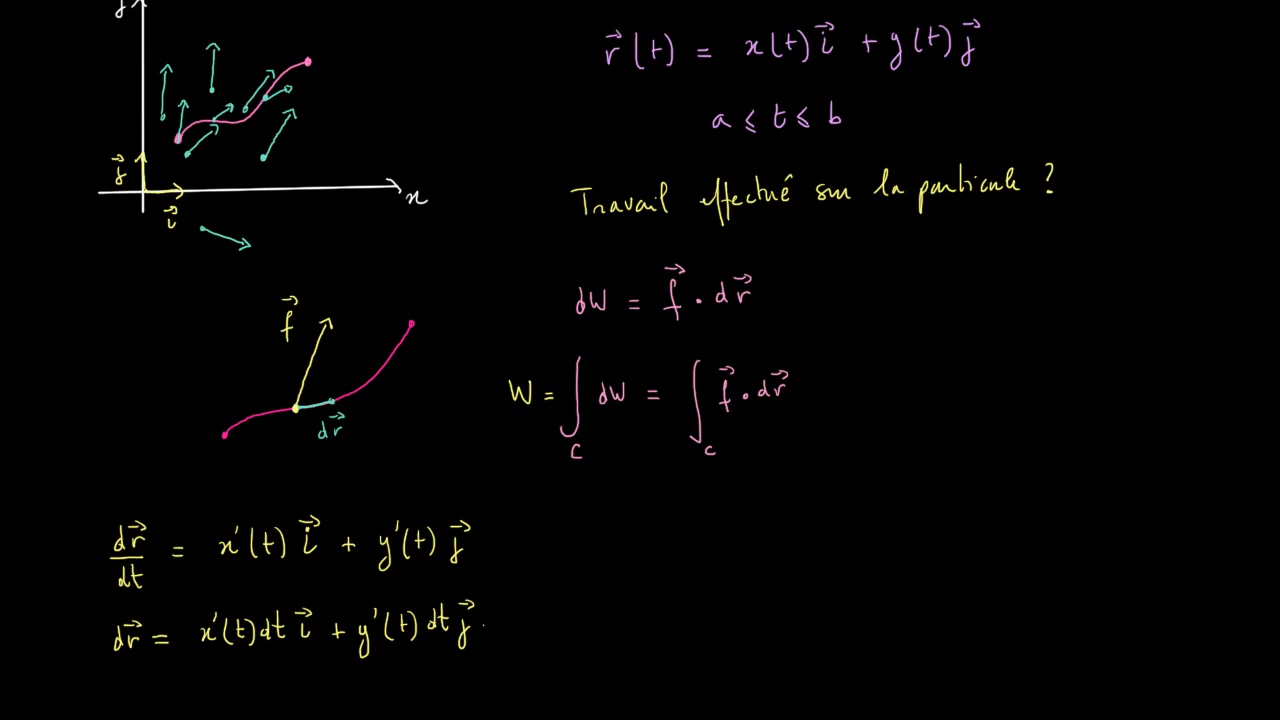 y
r⃗(t) = x(t) i⃗ + y(t) j⃗
a ⩽ t ⩽ b
j⃗
i⃗
x
Travail effectué sur la particule ?
dW = f⃗ · dr⃗
f⃗
dr⃗
W = ∫_C dW = ∫_C f⃗ · dr⃗
dr⃗/dt = x'(t) i⃗ + y'(t) j⃗
dr⃗ = x'(t)dt i⃗ + y'(t) dt j⃗.